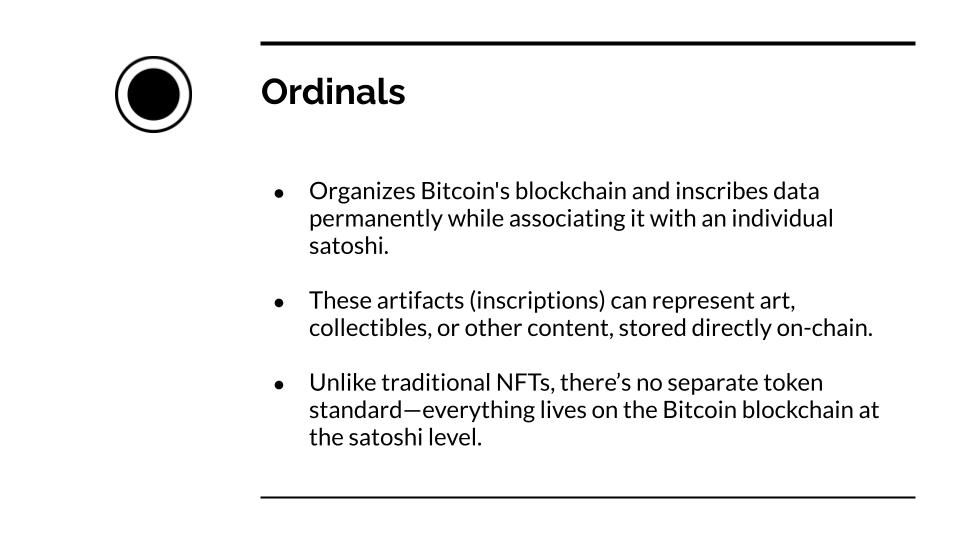 Ordinals
● Organizes Bitcoin's blockchain and inscribes data
permanently while associating it with an individual
satoshi.
● These artifacts (inscriptions) can represent art,
collectibles, or other content, stored directly on-chain.
● Unlike traditional NFTs, there’s no separate token
standard—everything lives on the Bitcoin blockchain at
the satoshi level.